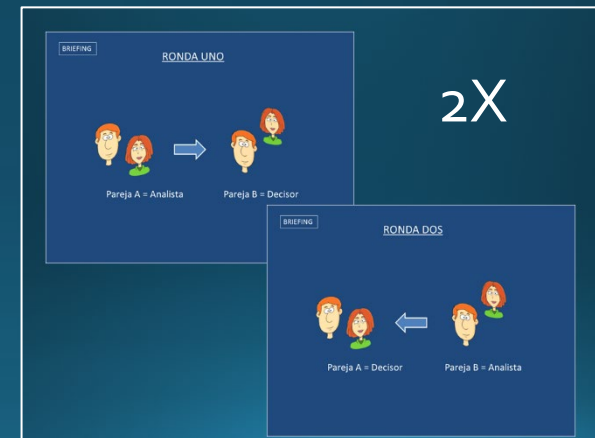 BRIEFING
RONDA UNO
2X
Pareja A = Analista Pareja B = Decisor
BRIEFING
RONDA DOS
Pareja A = Decisor Pareja B = Analista